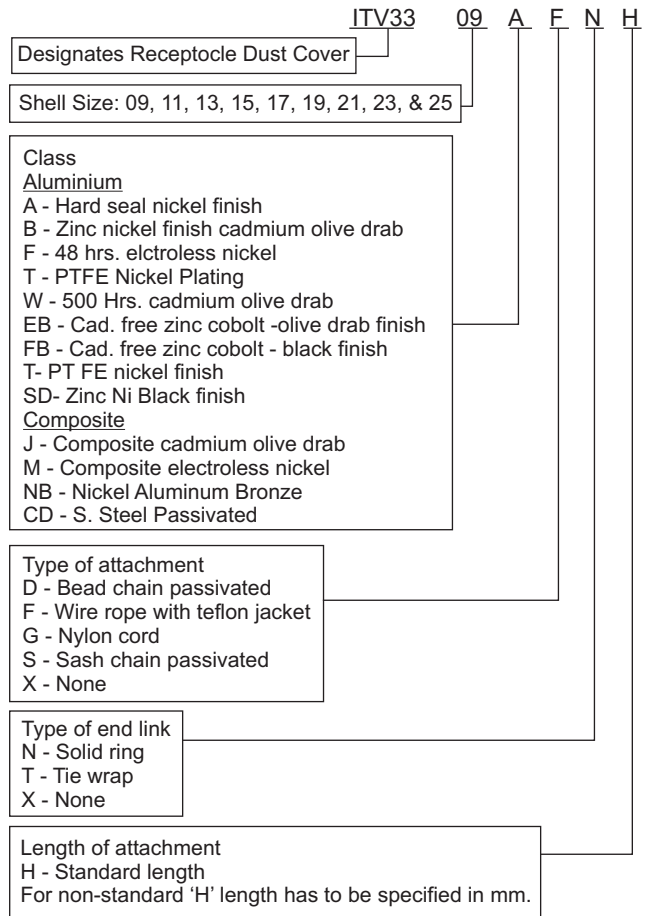 ITV33 09 A F N H
Designates Receptocle Dust Cover
Shell Size: 09, 11, 13, 15, 17, 19, 21, 23, & 25
Class
Aluminium
A - Hard seal nickel finish
B - Zinc nickel finish cadmium olive drab
F - 48 hrs. elctroless nickel
T - PTFE Nickel Plating
W - 500 Hrs. cadmium olive drab
EB - Cad. free zinc cobolt -olive drab finish
FB - Cad. free zinc cobolt - black finish
T- PT FE nickel finish
SD- Zinc Ni Black finish
Composite
J - Composite cadmium olive drab
M - Composite electroless nickel
NB - Nickel Aluminum Bronze
CD - S. Steel Passivated
Type of attachment
D - Bead chain passivated
F - Wire rope with teflon jacket
G - Nylon cord
S - Sash chain passivated
X - None
Type of end link
N - Solid ring
T - Tie wrap
X - None
Length of attachment
H - Standard length
For non-standard ‘H’ length has to be specified in mm.